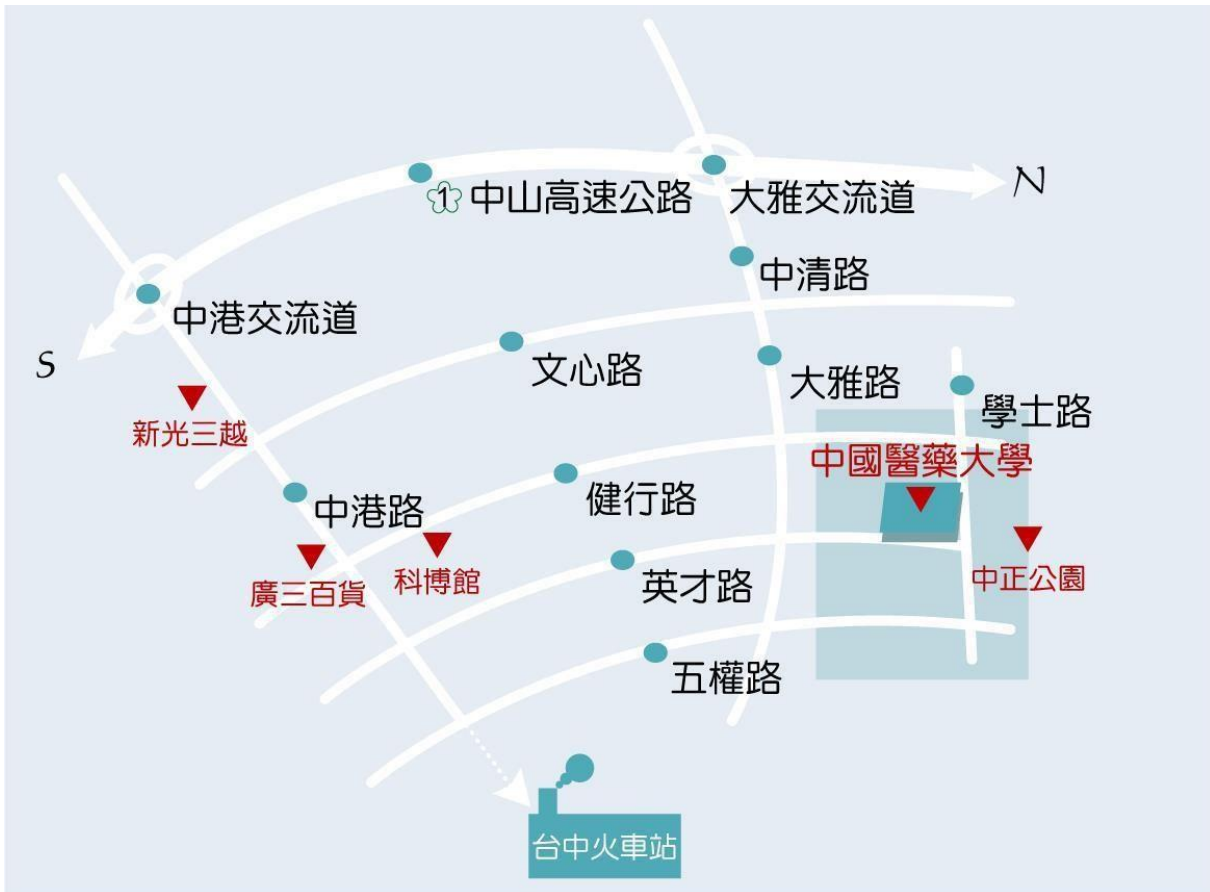 N
1 中山高速公路
大雅交流道
中清路
中港交流道
S
文心路
大雅路
學士路
新光三越
中國醫藥大學
健行路
中港路
科博館
廣三百貨
英才路
中正公園
五權路
台中火車站